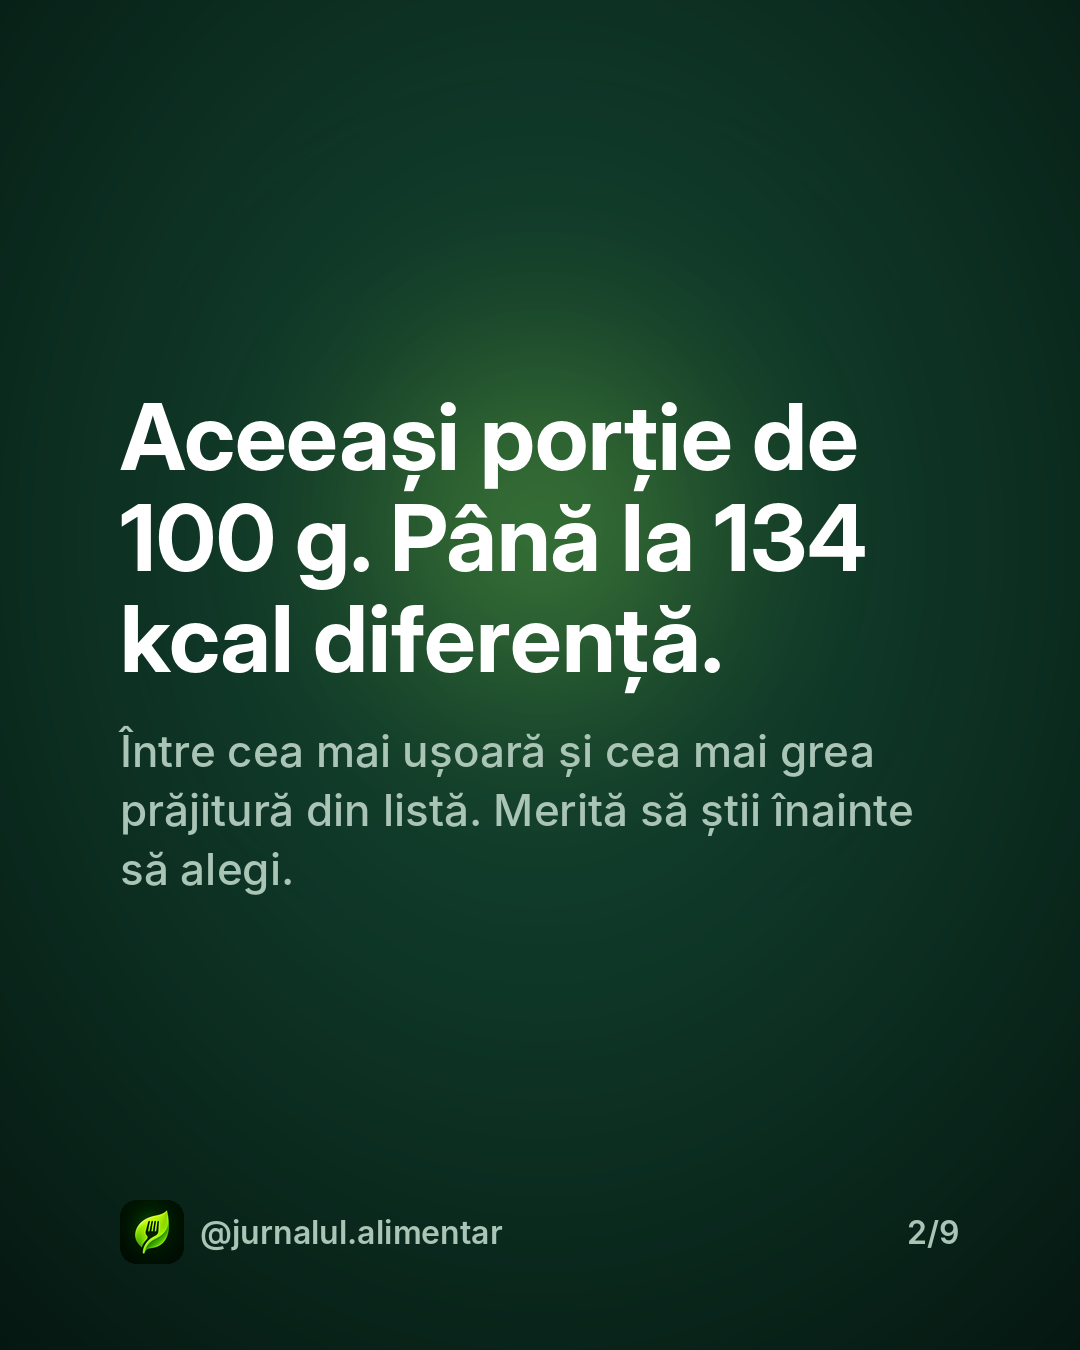 Aceeași porție de
100 g. Până la 134
kcal diferență.
Între cea mai ușoară și cea mai grea
prăjitură din listă. Merită să știi înainte
să alegi.
@jurnalul.alimentar
2/9